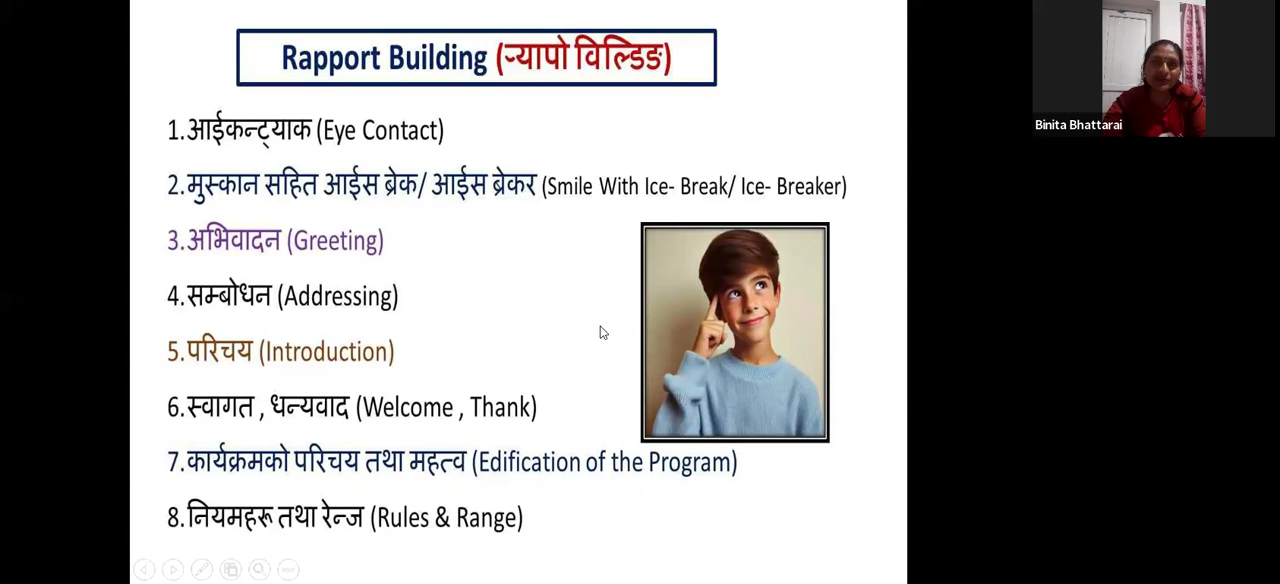 Rapport Building (ऱ्यापो विल्डिङ)
1.आईकन्ट्याक (Eye Contact)
2.मुस्कान सहित आईस ब्रेक/ आईस ब्रेकर (Smile With Ice- Break/ Ice- Breaker)
3.अभिवादन (Greeting)
4.सम्बोधन (Addressing)
5.परिचय (Introduction)
6.स्वागत , धन्यवाद (Welcome , Thank)
7.कार्यक्रमको परिचय तथा महत्व (Edification of the Program)
8.नियमहरू तथा रेन्ज (Rules & Range)
Binita Bhattarai